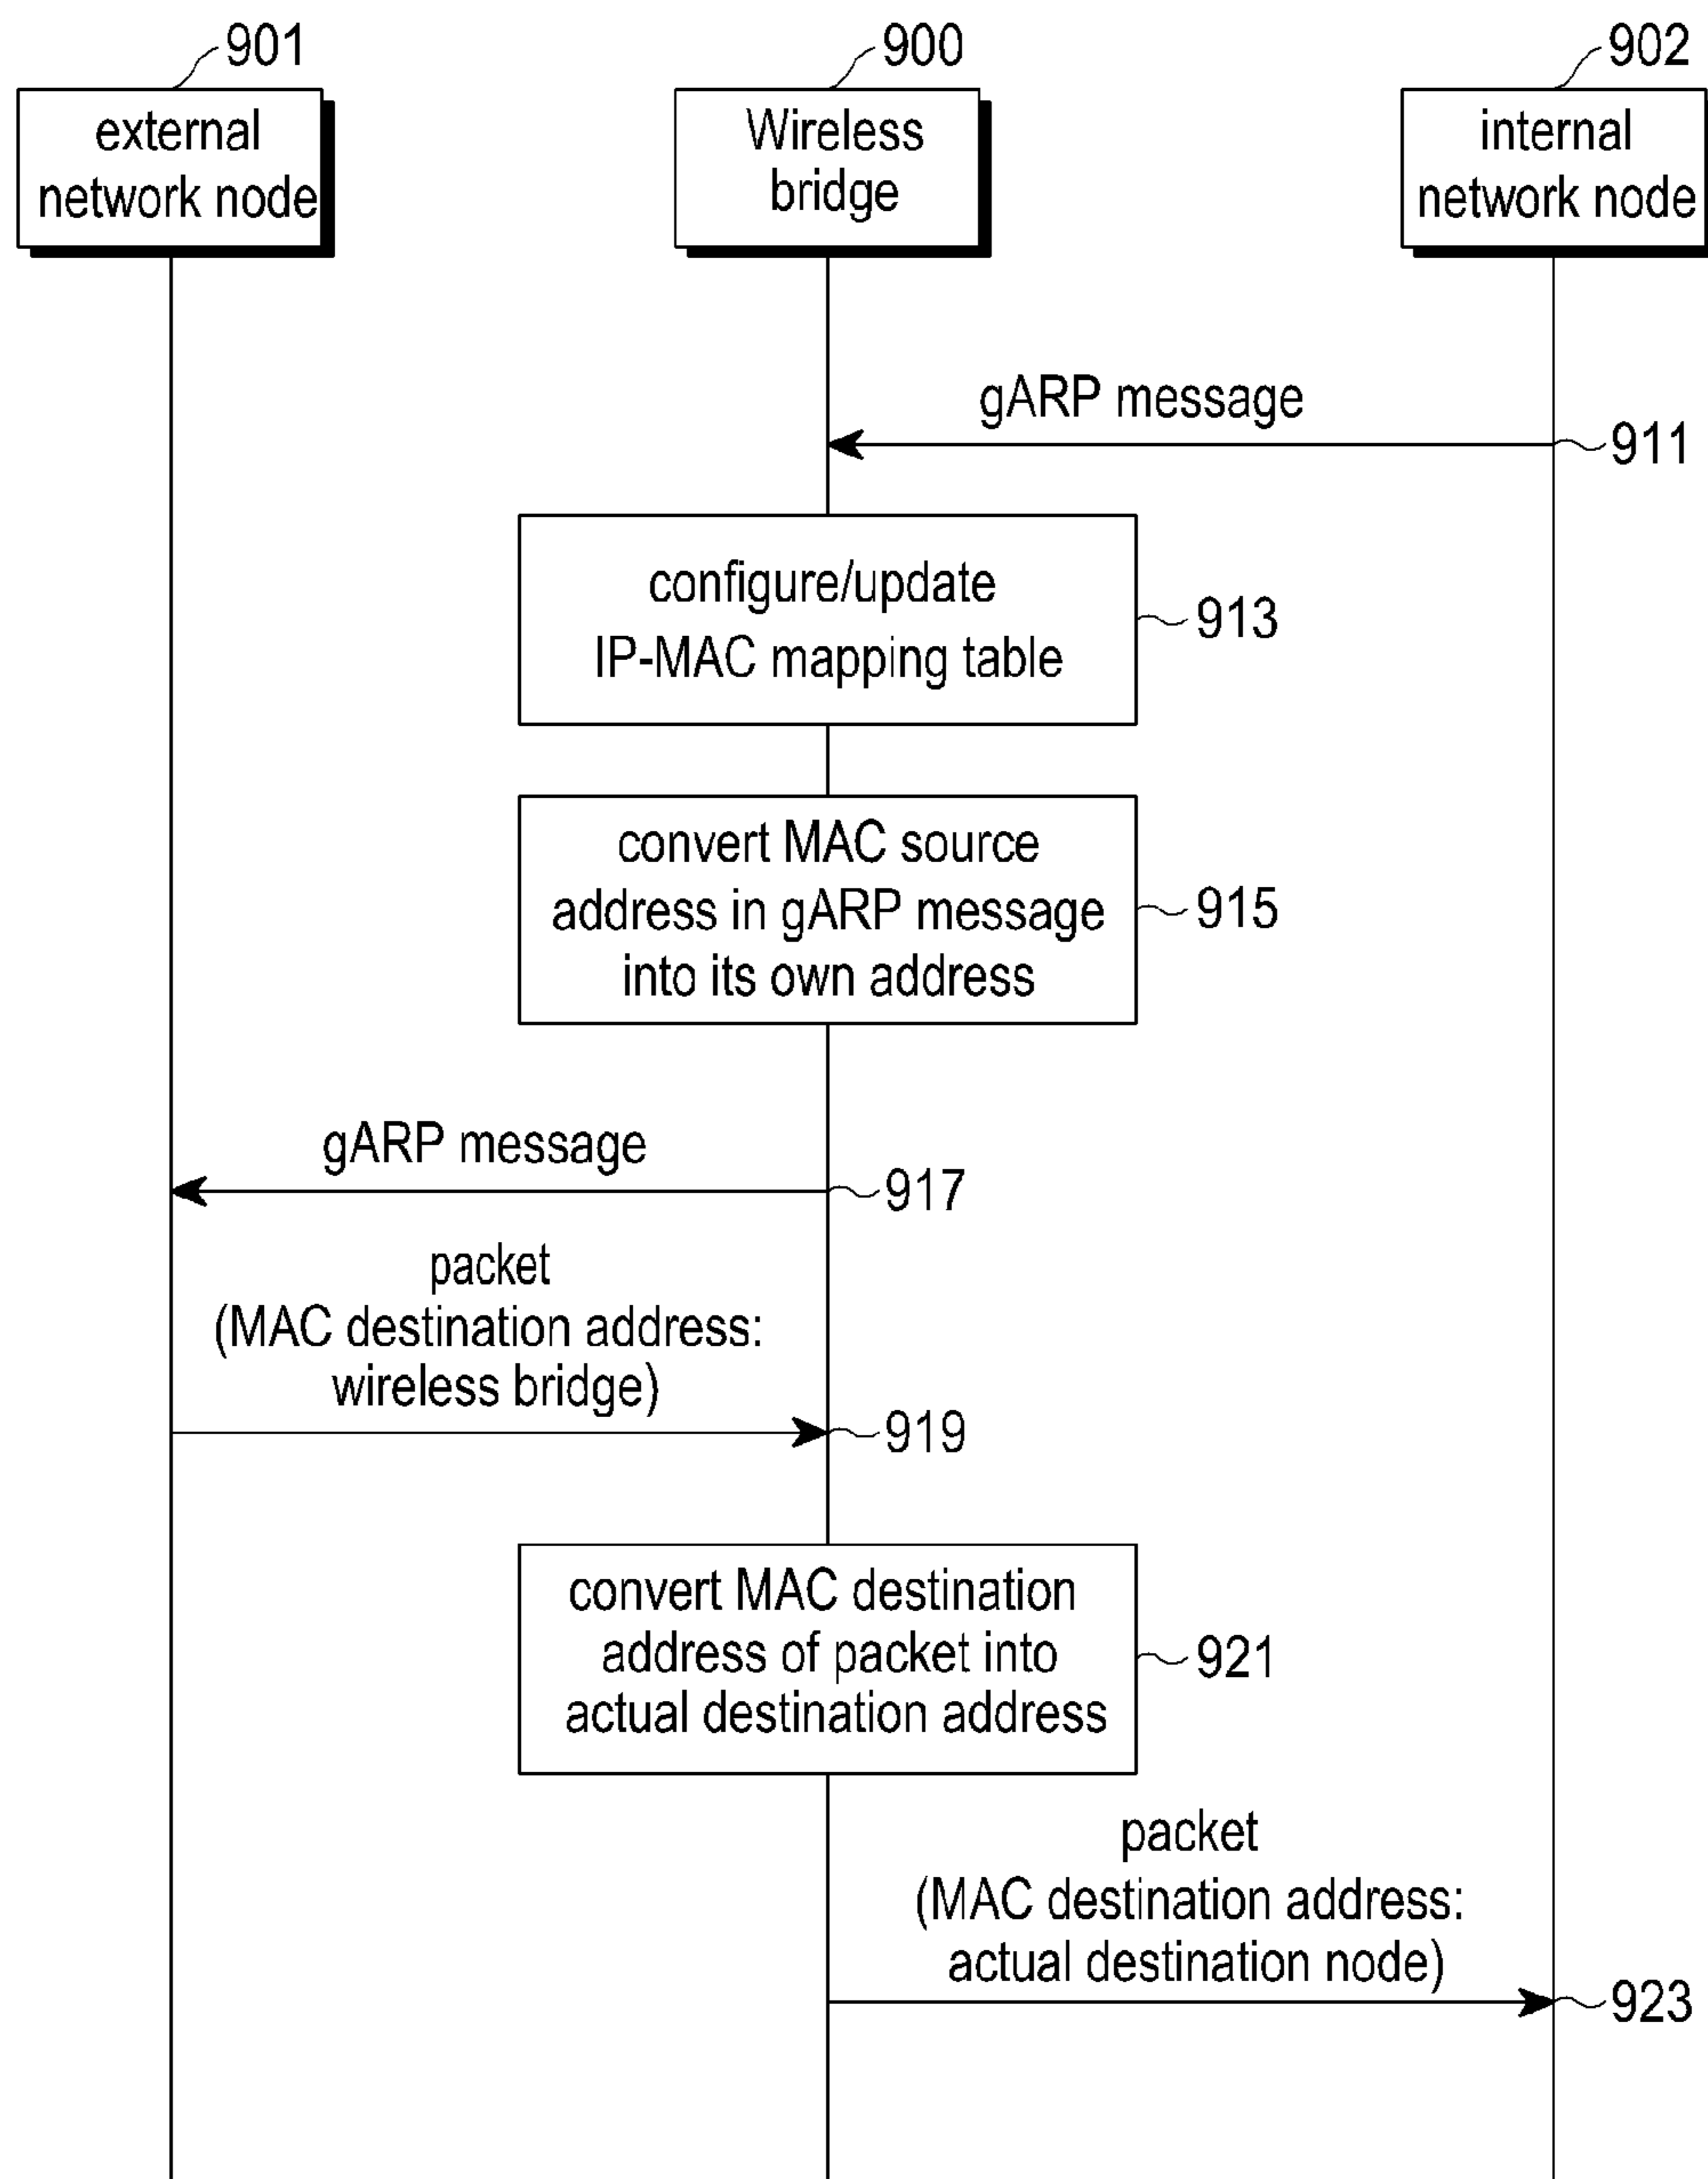 901
900
902
external
network node
Wireless
bridge
internal
network node
gARP message
911
configure/update
IP-MAC mapping table
913
convert MAC source
address in gARP message
into its own address
915
gARP message
917
packet
(MAC destination address:
wireless bridge)
919
convert MAC destination
address of packet into
actual destination address
921
packet
(MAC destination address:
actual destination node)
923